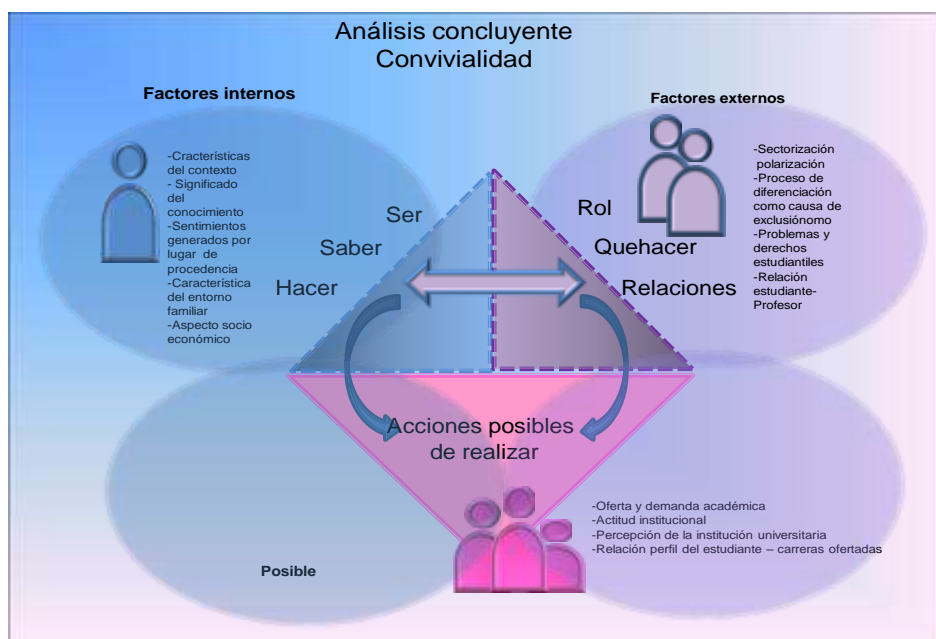 Análisis concluyente
Convivialidad
Factores internos
-Cracterísticas
del contexto
- Significado
del
conocimiento
-Sentimientos
generados por
lugar de
procedencia
-Característica
del entorno
familiar
-Aspecto socio
económico
Ser
Saber
Hacer
Factores externos
-Sectorización
polarización
-Proceso de
diferenciación
como causa de
exclusiónomo
-Problemas y
derechos
estudiantiles
-Relación
estudiante-
Profesor
Rol
Quehacer
Relaciones
Acciones posibles
de realizar
-Oferta y demanda académica
-Actitud institucional
-Percepción de la institución universitaria
-Relación perfil del estudiante – carreras ofertadas
Posible